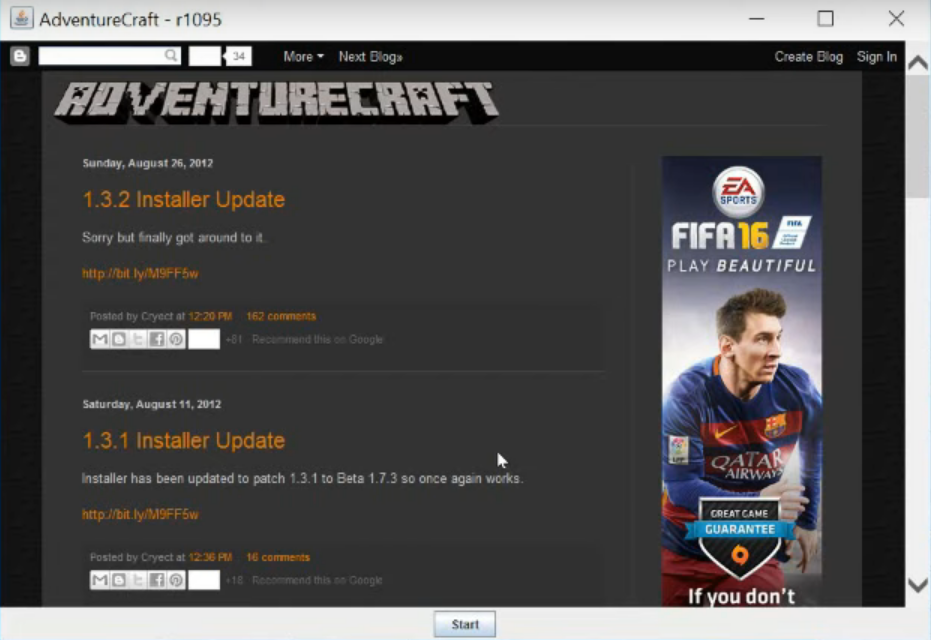 AdventureCraft - r1095
34
More
Next Blog»
Create Blog
Sign In
ADVENTURECRAFT
Sunday, August 26, 2012
1.3.2 Installer Update
Sorry but finally got around to it.
http://bit.ly/M9FF5w
Posted by Cryect at 12:20 PM 162 comments
+81 Recommend this on Google
Saturday, August 11, 2012
1.3.1 Installer Update
Installer has been updated to patch 1.3.1 to Beta 1.7.3 so once again works.
http://bit.ly/M9FF5w
Posted by Cryect at 12:36 PM 16 comments
+18 Recommend this on Google
EA
SPORTS
FIFA 16
FIFA
PLAY BEAUTIFUL
QATAR
AIRWAYS
GREAT GAME
GUARANTEE
If you don't
Start